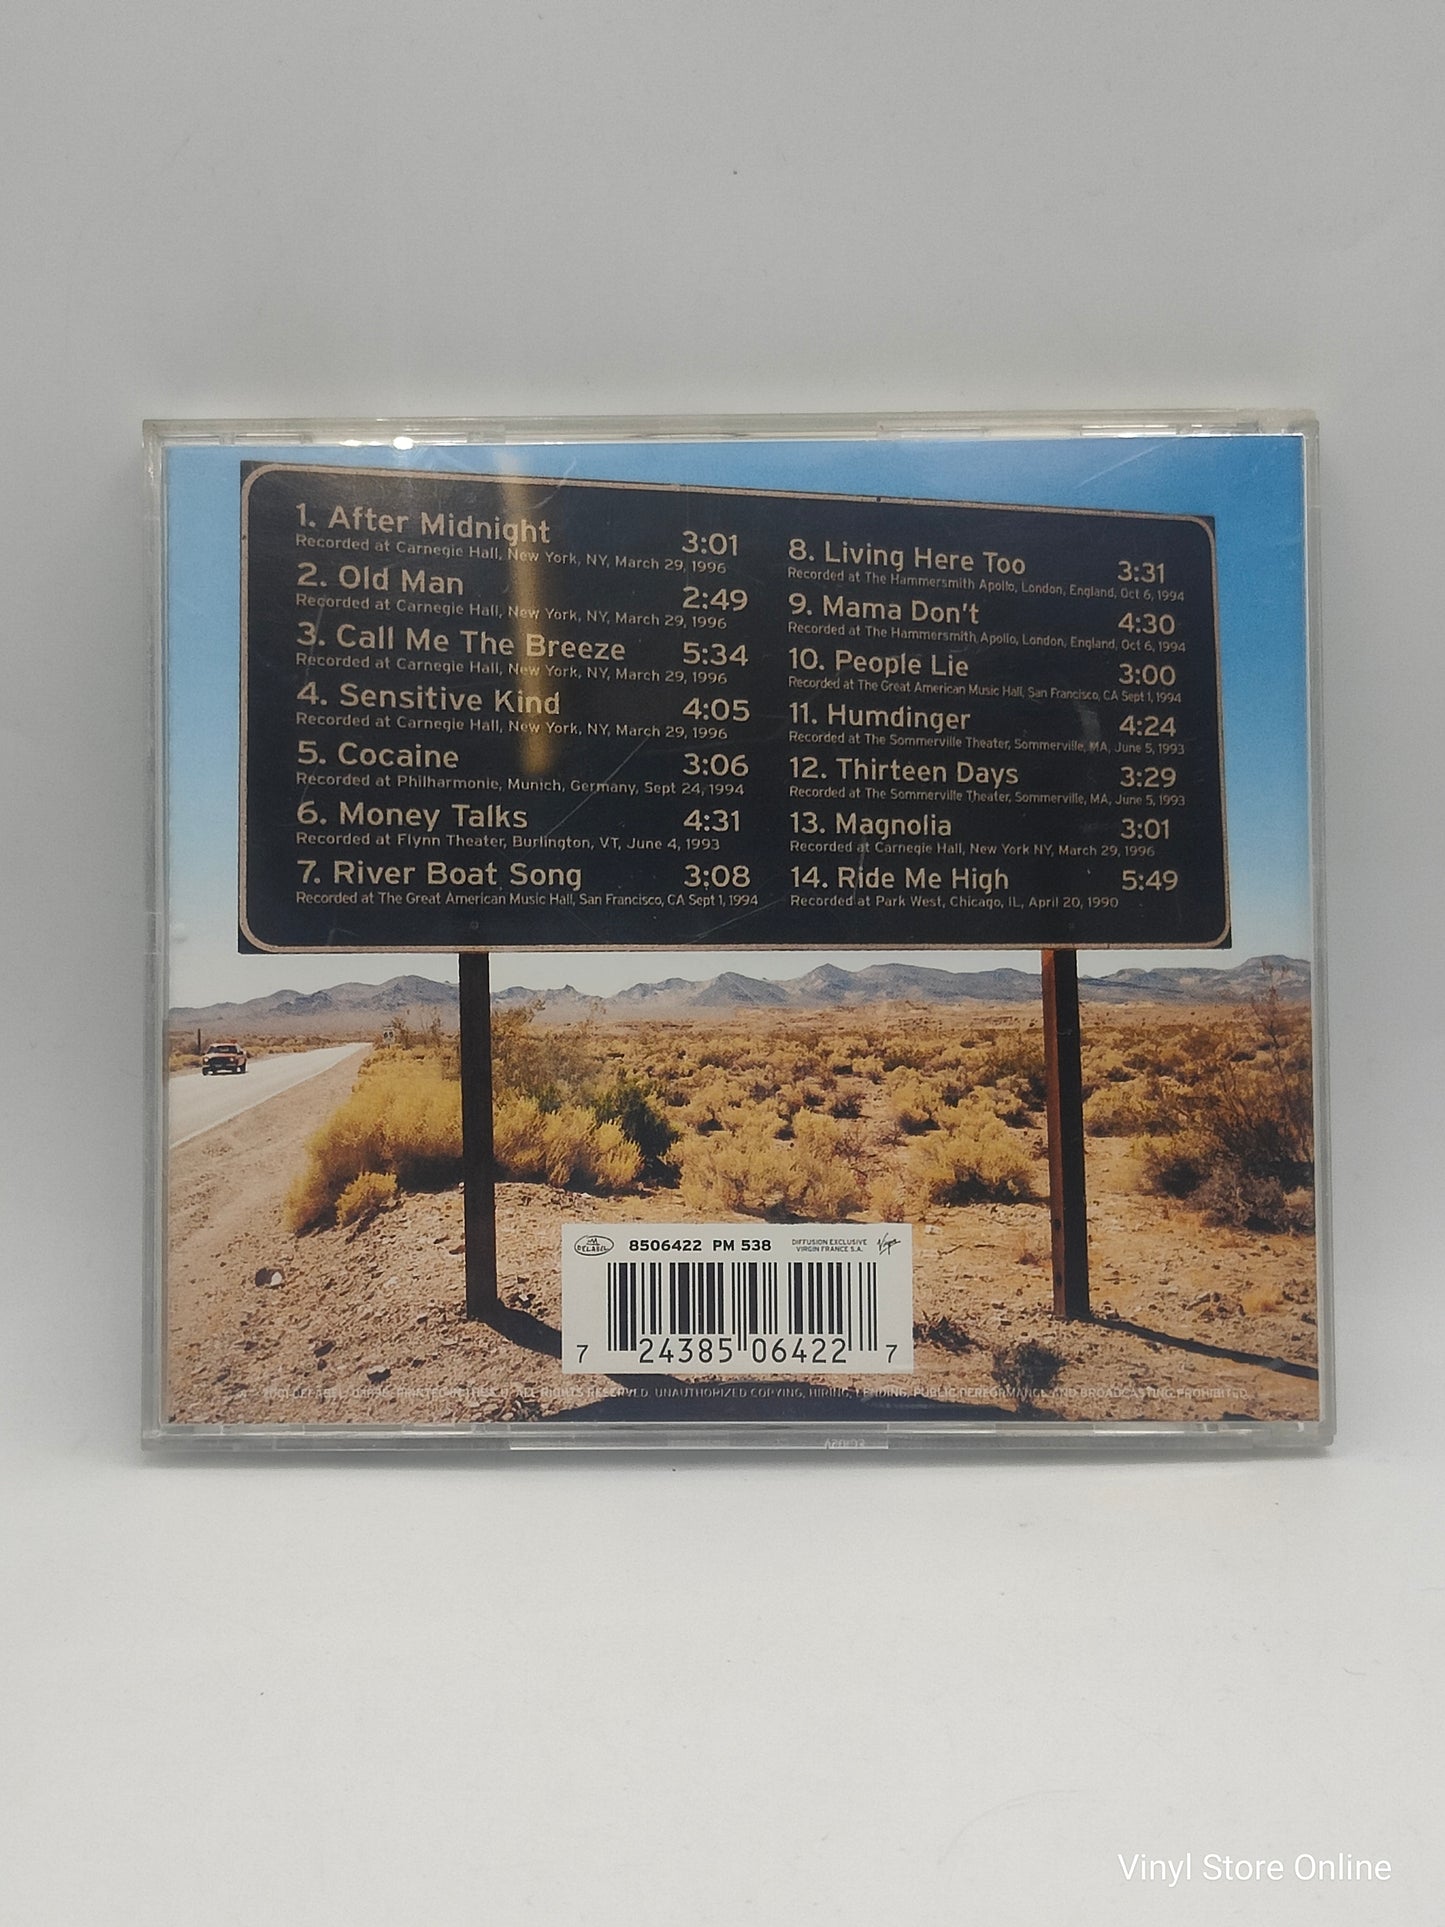 1. After Midnight 3:01
Recorded at Carnegie Hall, New York, NY, March 29, 1996
2. Old Man 2:49
Recorded at Carnegie Hall, New York, NY, March 29, 1996
3. Call Me The Breeze 5:34
Recorded at Carnegie Hall, New York, NY, March 29, 1996
4. Sensitive Kind 4:05
Recorded at Carnegie Hall, New York, NY, March 29, 1996
5. Cocaine 3:06
Recorded at Philharmonie, Munich, Germany, Sept 24, 1994
6. Money Talks 4:31
Recorded at Flynn Theater, Burlington, VT, June 4, 1993
7. River Boat Song 3:08
Recorded at The Great American Music Hall, San Francisco, CA Sept 1, 1994
8. Living Here Too 3:31
Recorded at The Hammersmith Apollo, London, England, Oct 6, 1994
9. Mama Don't 4:30
Recorded at The Hammersmith Apollo, London, England, Oct 6, 1994
10. People Lie 3:00
Recorded at The Great American Music Hall, San Francisco, CA Sept 1, 1994
11. Humdinger 4:24
Recorded at The Sommerville Theater, Sommerville, MA, June 5, 1993
12. Thirteen Days 3:29
Recorded at The Sommerville Theater, Sommerville, MA, June 5, 1993
13. Magnolia 3:01
Recorded at Carnegie Hall, New York NY, March 29, 1996
14. Ride Me High 5:49
Recorded at Park West, Chicago, IL, April 20, 1990
DELABEL 8506422 PM 538 DIFFUSION EXCLUSIVE Virgin
VIRGIN FRANCE S.A.
7 24385 06422 7
ALL RIGHTS RESERVED. UNAUTHORIZED COPYING, HIRING, LENDING, PUBLIC PERFORMANCE AND BROADCASTING PROHIBITED.
Vinyl Store Online